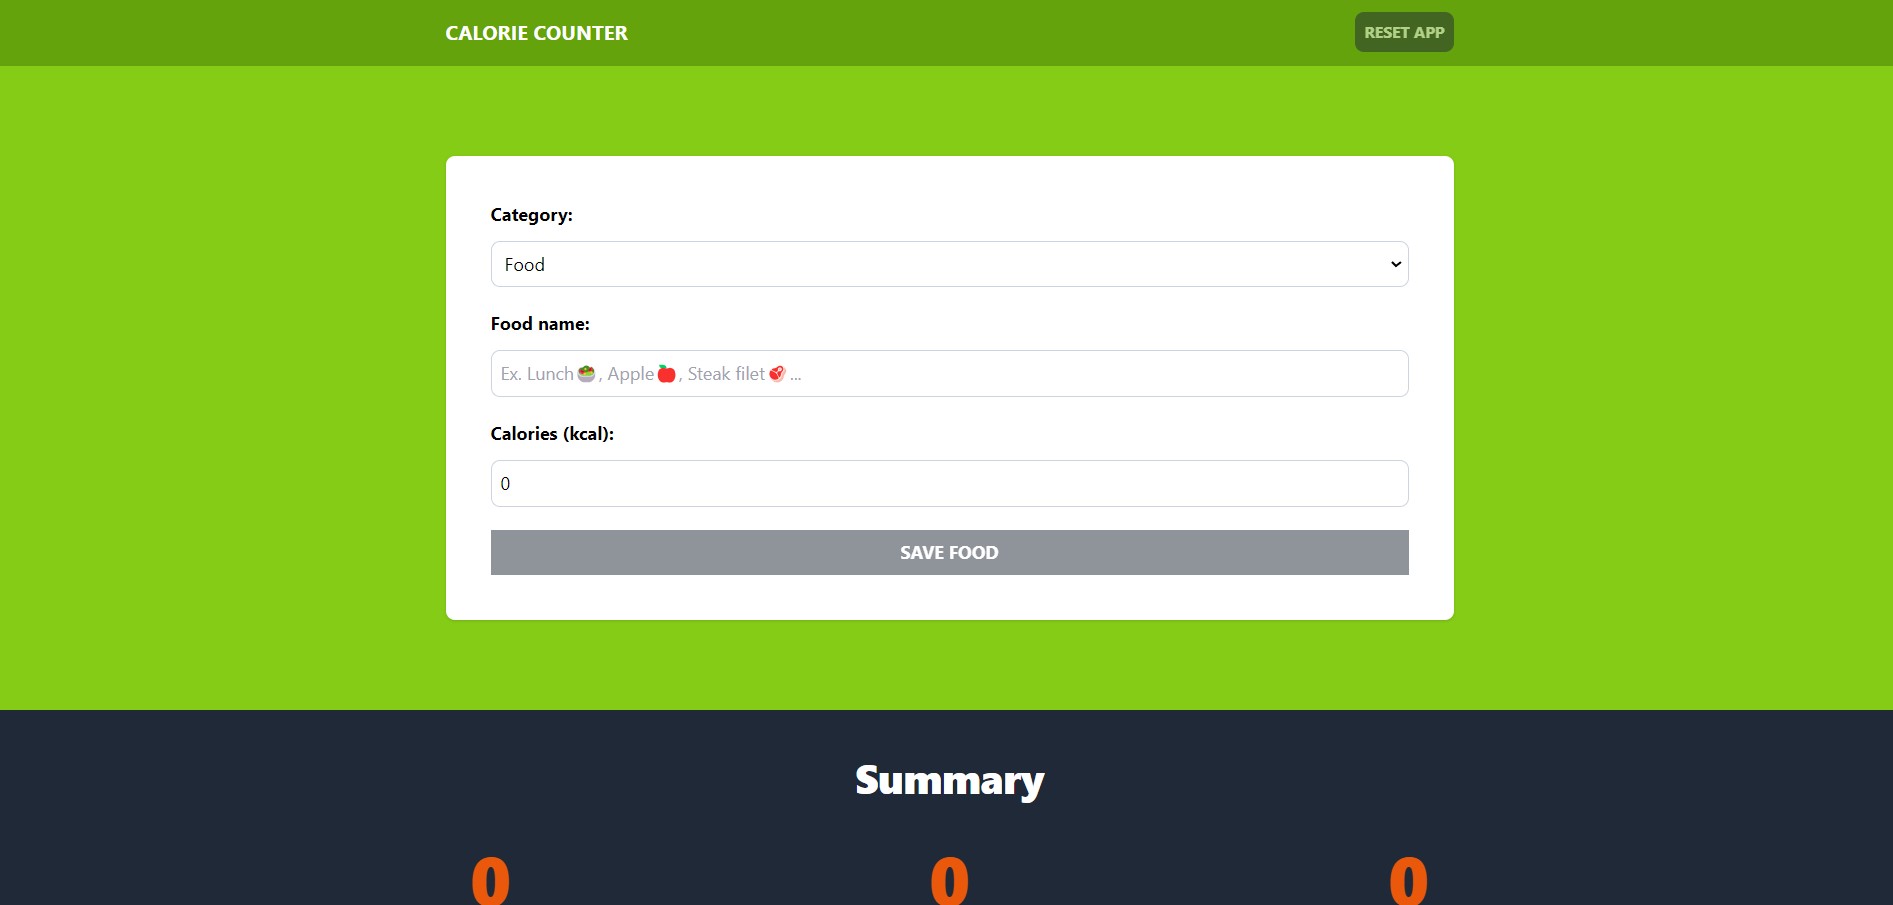 CALORIE COUNTER
RESET APP
Category:
Food
Food name:
Ex. Lunch🥗, Apple🍎, Steak filet🥩...
Calories (kcal):
0
SAVE FOOD
Summary
0 0 0